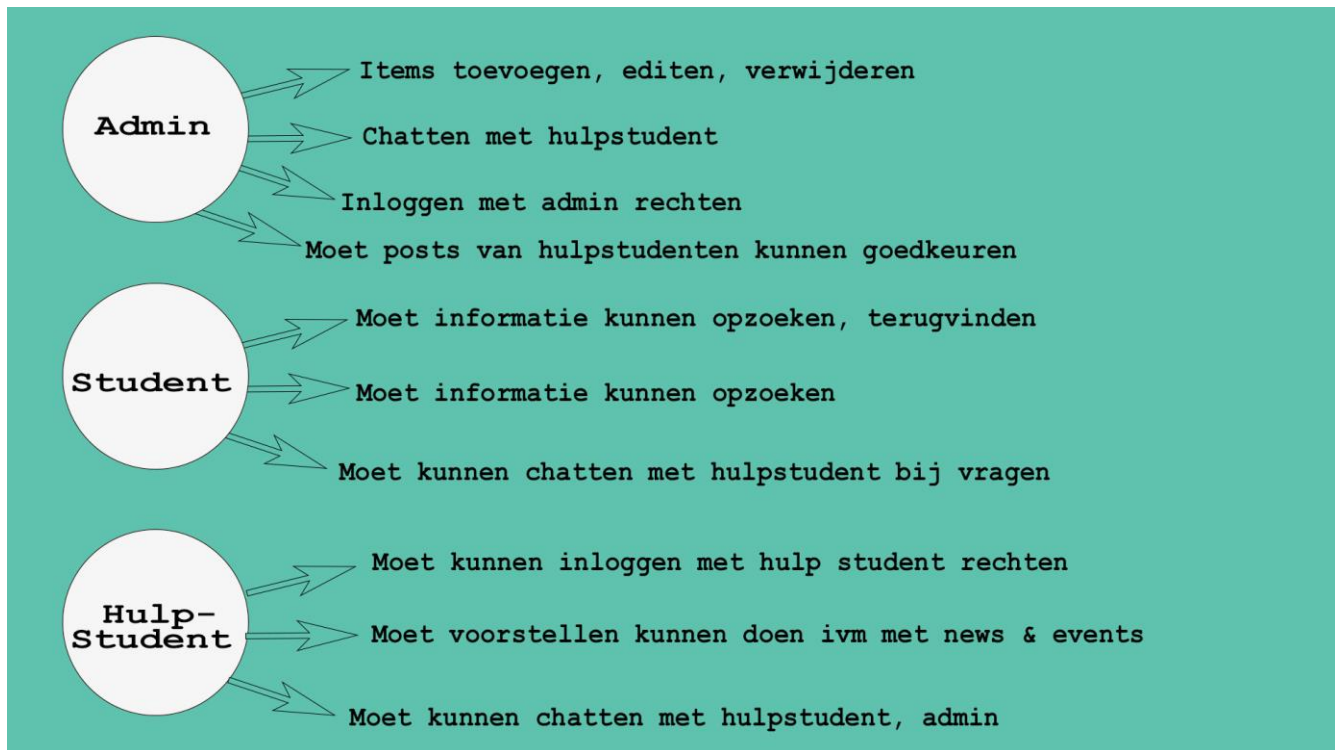 Admin
Items toevoegen, editen, verwijderen
Chatten met hulpstudent
Inloggen met admin rechten
Moet posts van hulpstudenten kunnen goedkeuren
Student
Moet informatie kunnen opzoeken, terugvinden
Moet informatie kunnen opzoeken
Moet kunnen chatten met hulpstudent bij vragen
Hulp-
Student
Moet kunnen inloggen met hulp student rechten
Moet voorstellen kunnen doen ivm met news & events
Moet kunnen chatten met hulpstudent, admin